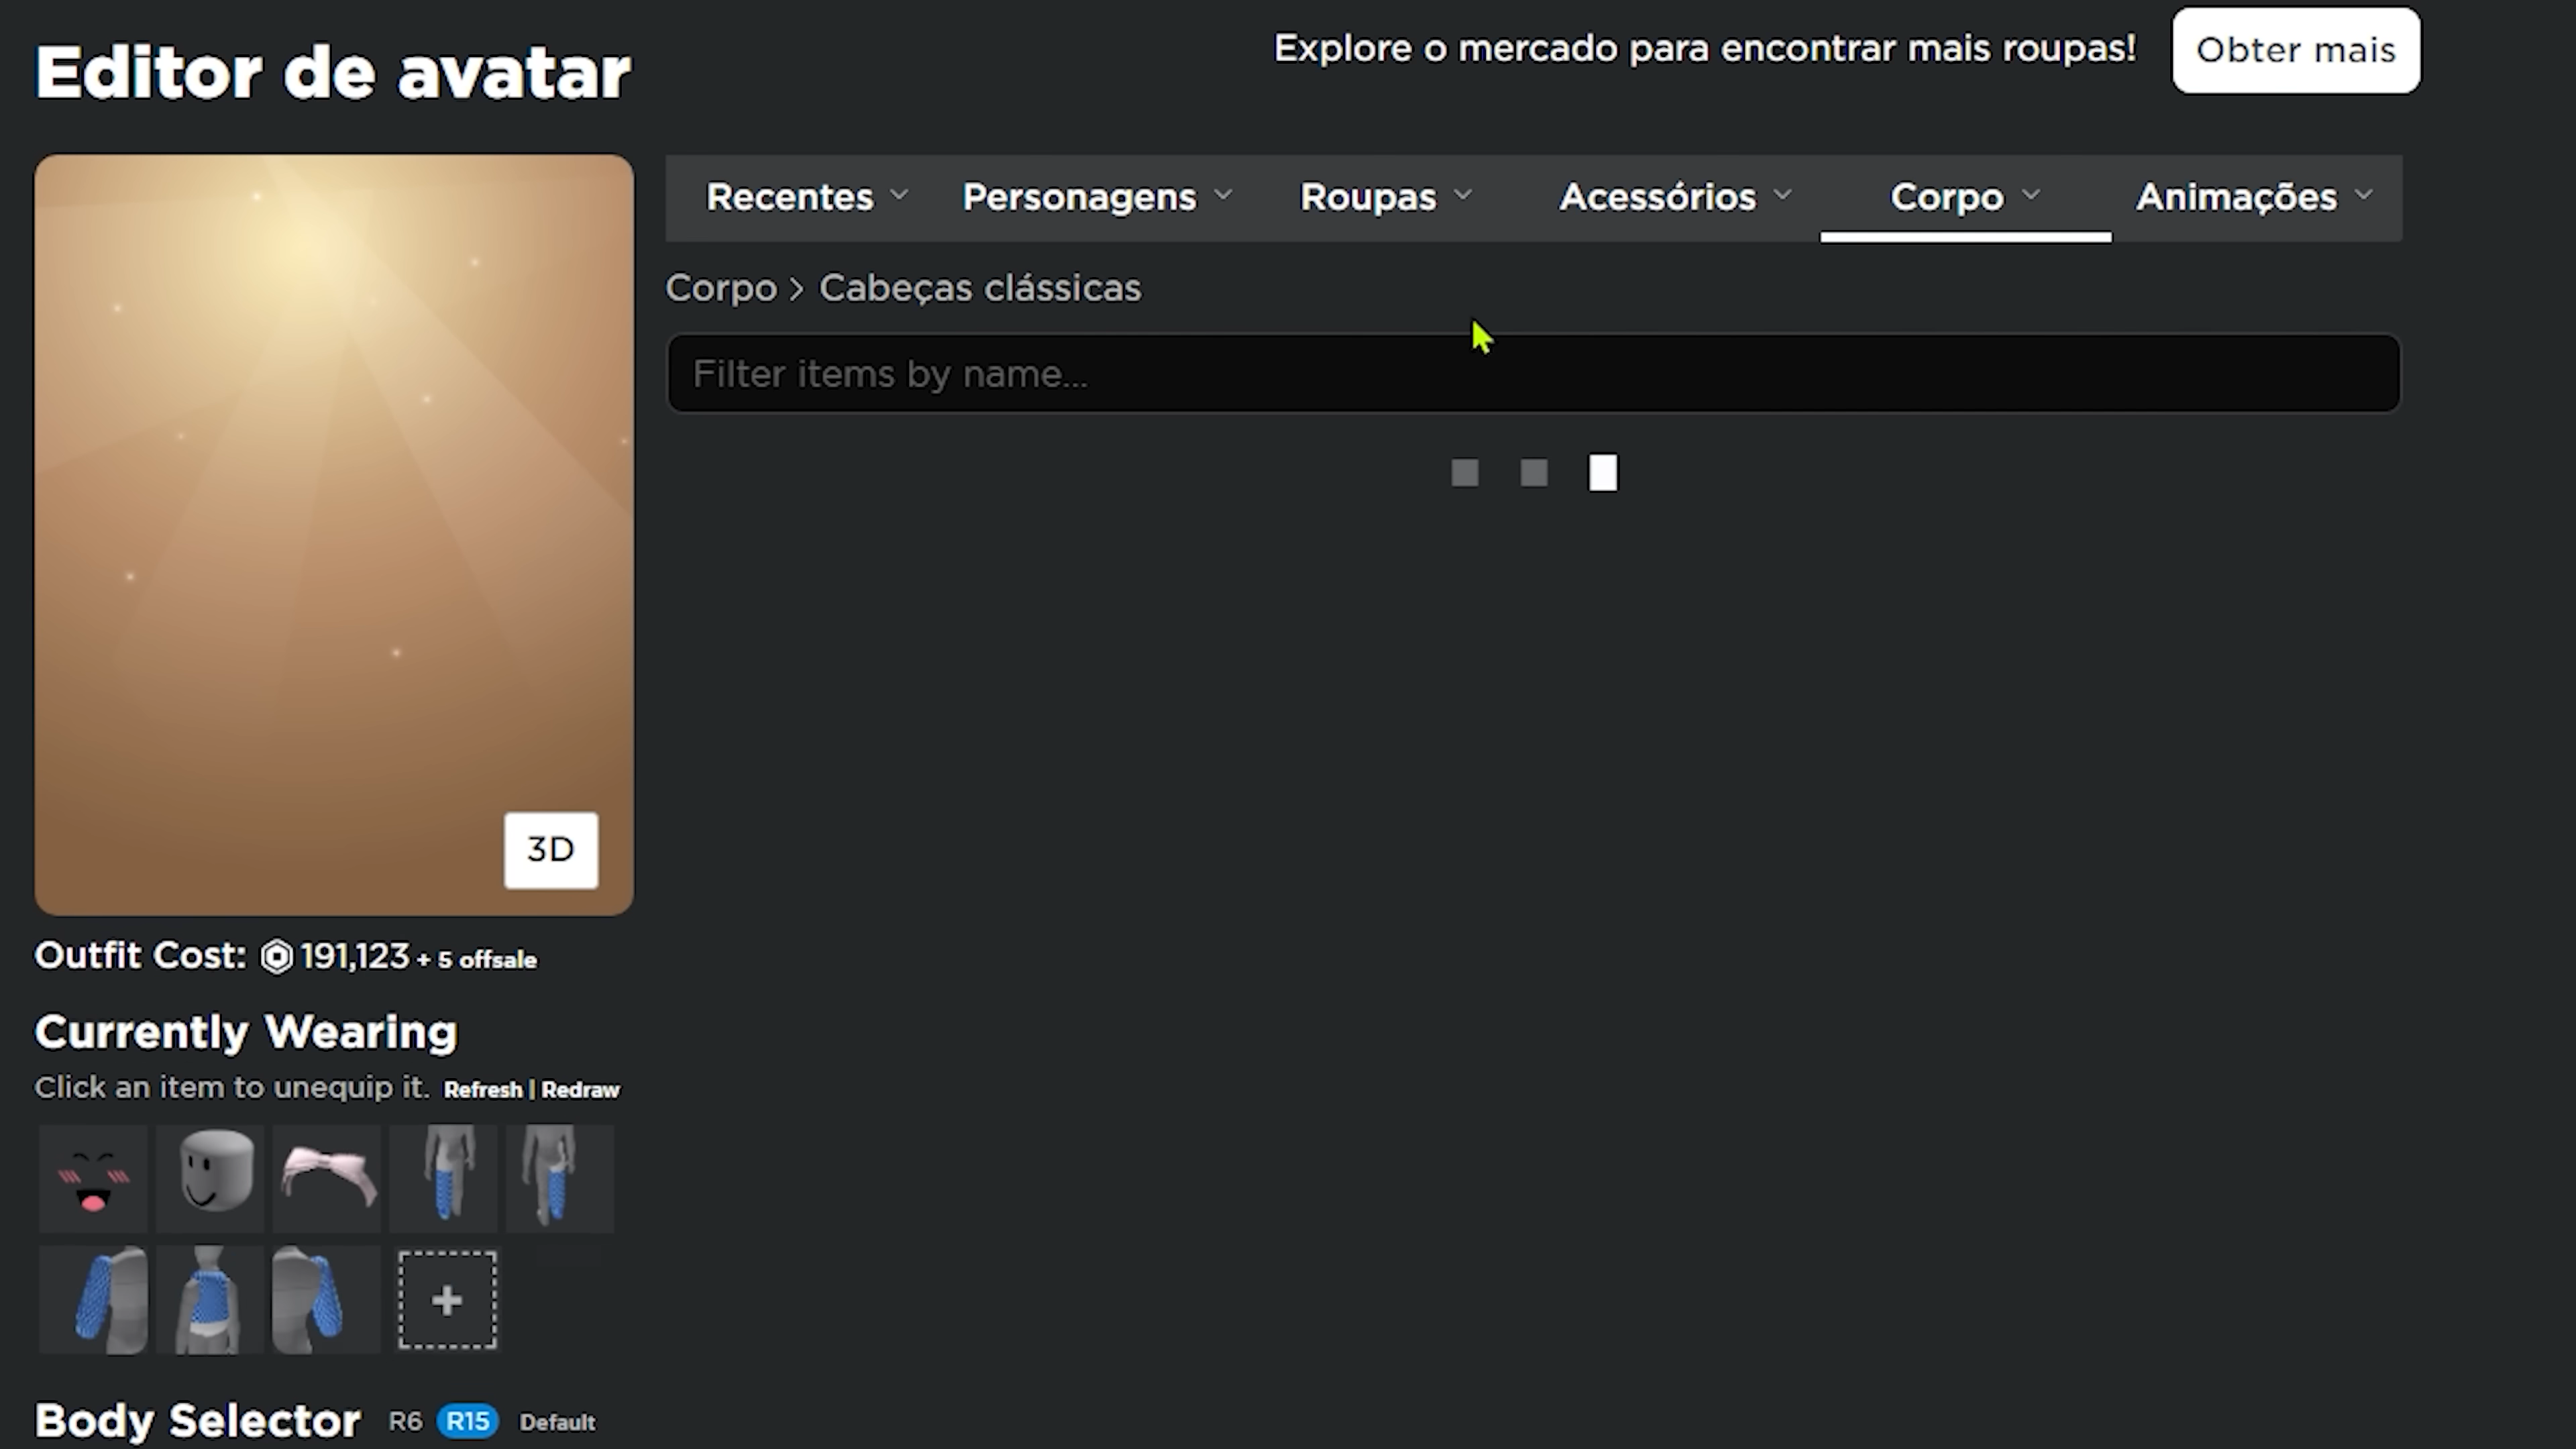 Editor de avatar
Explore o mercado para encontrar mais roupas!
Obter mais
Recentes
Personagens
Roupas
Acessórios
Corpo
Animações
Corpo > Cabeças clássicas
Filter items by name...
3D
Outfit Cost: 191,123 + 5 offsale
Currently Wearing
Click an item to unequip it. Refresh | Redraw
+
Body Selector R6 R15 Default